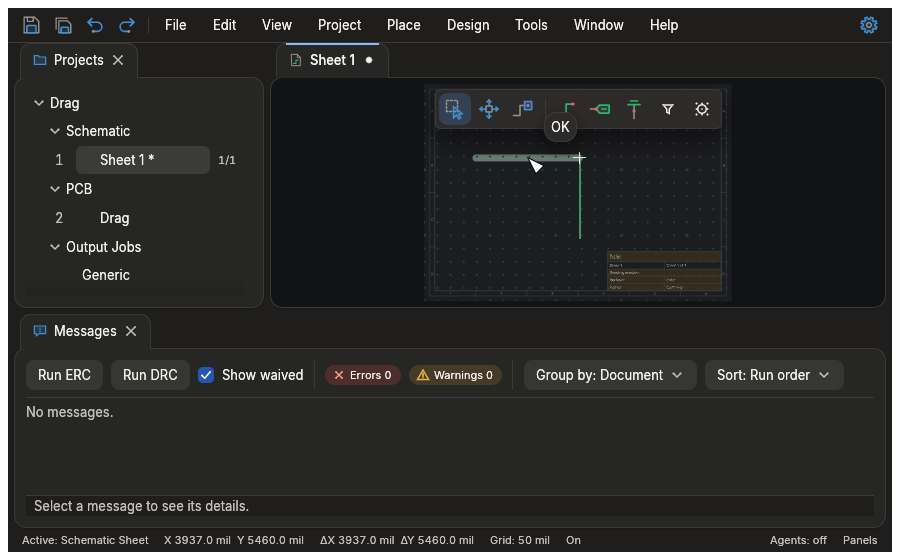 File Edit View Project Place Design Tools Window Help
Projects
Sheet 1
Drag
Schematic
1 Sheet 1 * 1/1
PCB
2 Drag
Output Jobs
Generic
OK
Messages
Run ERC Run DRC Show waived Errors 0 Warnings 0 Group by: Document Sort: Run order
No messages.
Select a message to see its details.
Active: Schematic Sheet X 3937.0 mil Y 5460.0 mil ΔX 3937.0 mil ΔY 5460.0 mil Grid: 50 mil On Agents: off Panels